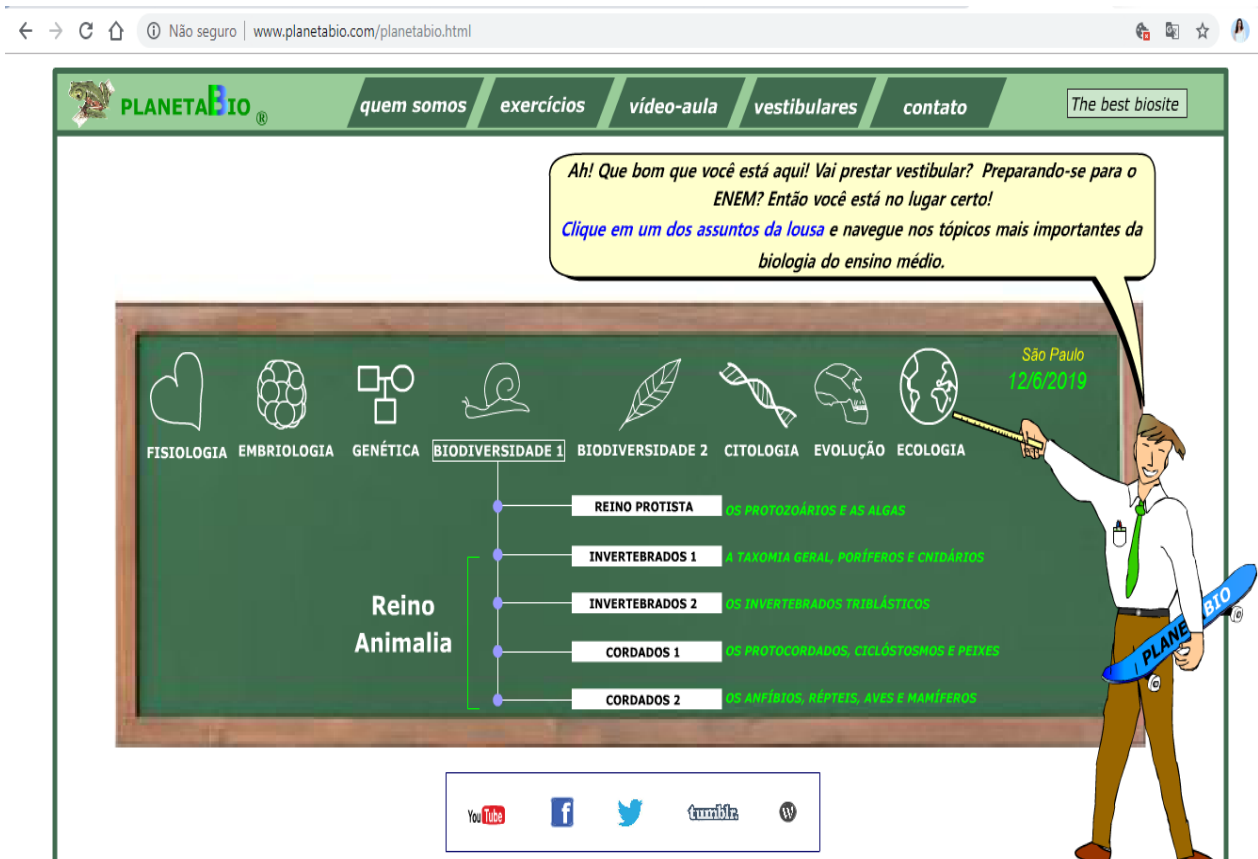 Não seguro | www.planetabio.com/planetabio.html
PLANETABIO ®
quem somos
exercícios
vídeo-aula
vestibulares
contato
The best biosite
Ah! Que bom que você está aqui! Vai prestar vestibular? Preparando-se para o
ENEM? Então você está no lugar certo!
Clique em um dos assuntos da lousa e navegue nos tópicos mais importantes da
biologia do ensino médio.
São Paulo
12/6/2019
FISIOLOGIA
EMBRIOLOGIA
GENÉTICA
BIODIVERSIDADE 1
BIODIVERSIDADE 2
CITOLOGIA
EVOLUÇÃO
ECOLOGIA
REINO PROTISTA OS PROTOZOÁRIOS E AS ALGAS
INVERTEBRADOS 1 A TAXOMIA GERAL, PORÍFEROS E CNIDÁRIOS
Reino
Animalia
INVERTEBRADOS 2 OS INVERTEBRADOS TRIBLÁSTICOS
CORDADOS 1 OS PROTOCORDADOS, CICLÓSTOSMOS E PEIXES
CORDADOS 2 OS ANFÍBIOS, RÉPTEIS, AVES E MAMÍFEROS
PLANETABIO
YouTube
f
tumblr.
W